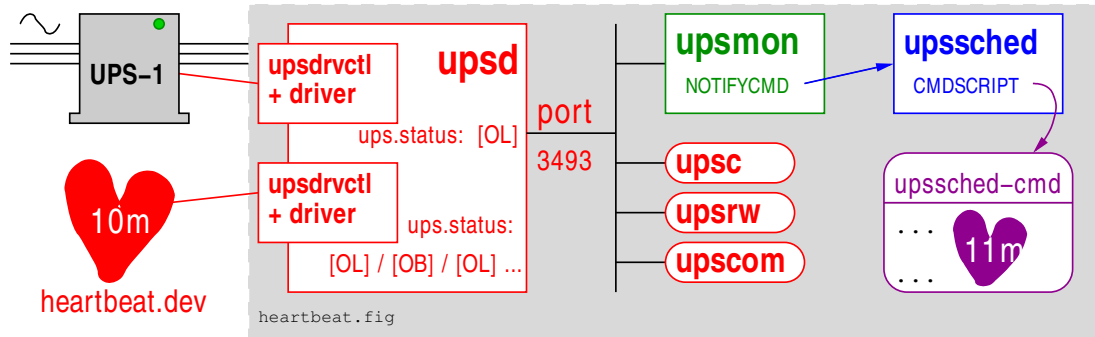 UPS-1
upsdrvctl
+ driver
upsd
ups.status: [OL]
port
3493
upsmon
NOTIFYCMD
upssched
CMDSCRIPT
10m
heartbeat.dev
upsdrvctl
+ driver
ups.status:
[OL] / [OB] / [OL] ...
upsc
upsrw
upscom
upssched-cmd
...
11m
...
heartbeat.fig